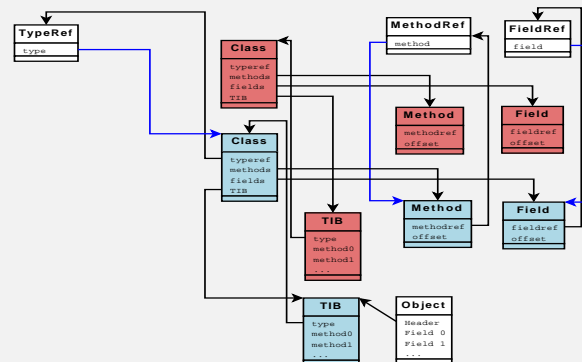 TypeRef
type
MethodRef
method
FieldRef
field
Class
typeref
methods
fields
TIB
Method
methodref
offset
Field
fieldref
offset
Class
typeref
methods
fields
TIB
Method
methodref
offset
Field
fieldref
offset
TIB
type
method0
method1
...
TIB
type
method0
method1
...
Object
Header
Field 0
Field 1
...